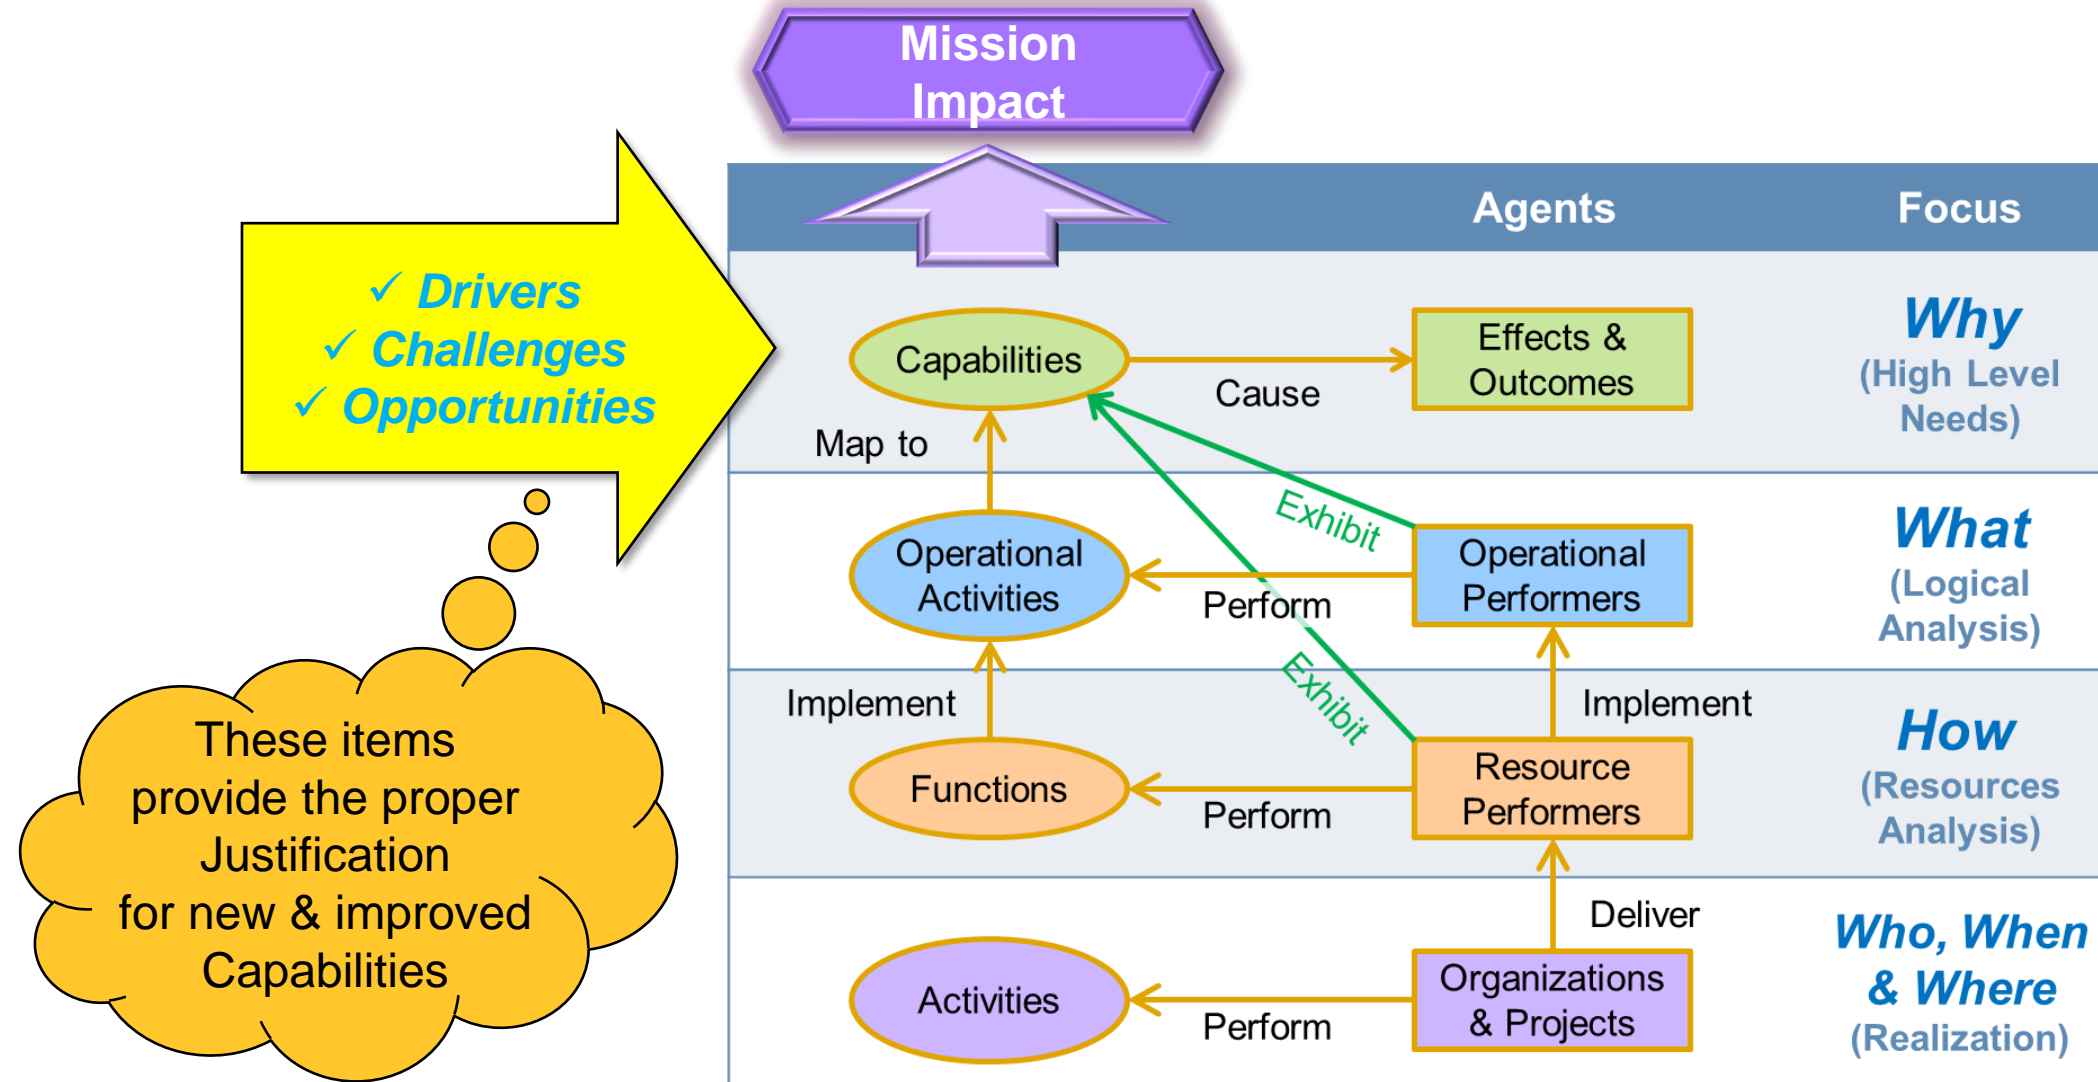 Mission
Impact
Agents
Focus
✓ Drivers
✓ Challenges
✓ Opportunities
Capabilities
Cause
Effects &
Outcomes
Why
(High Level
Needs)
Map to
Exhibit
Operational
Activities
Perform
Operational
Performers
What
(Logical
Analysis)
Implement
Exhibit
Implement
Functions
Perform
Resource
Performers
How
(Resources
Analysis)
Deliver
Activities
Perform
Organizations
& Projects
Who, When
& Where
(Realization)
These items
provide the proper
Justification
for new & improved
Capabilities